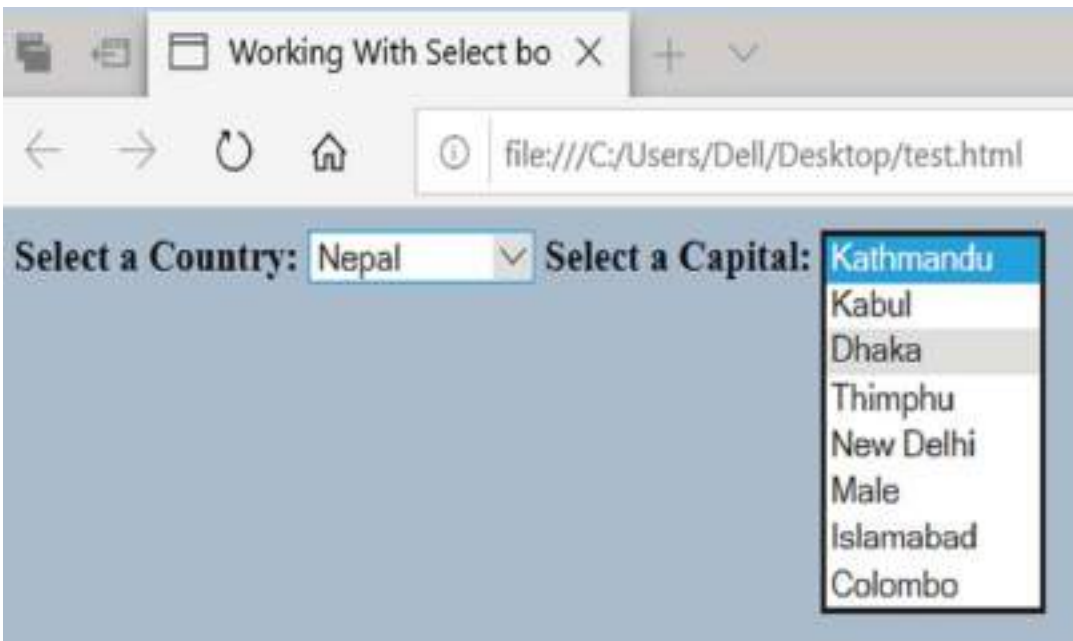 Working With Select bo
file:///C:/Users/Dell/Desktop/test.html
Select a Country: Nepal Select a Capital: Kathmandu
Kabul
Dhaka
Thimphu
New Delhi
Male
Islamabad
Colombo